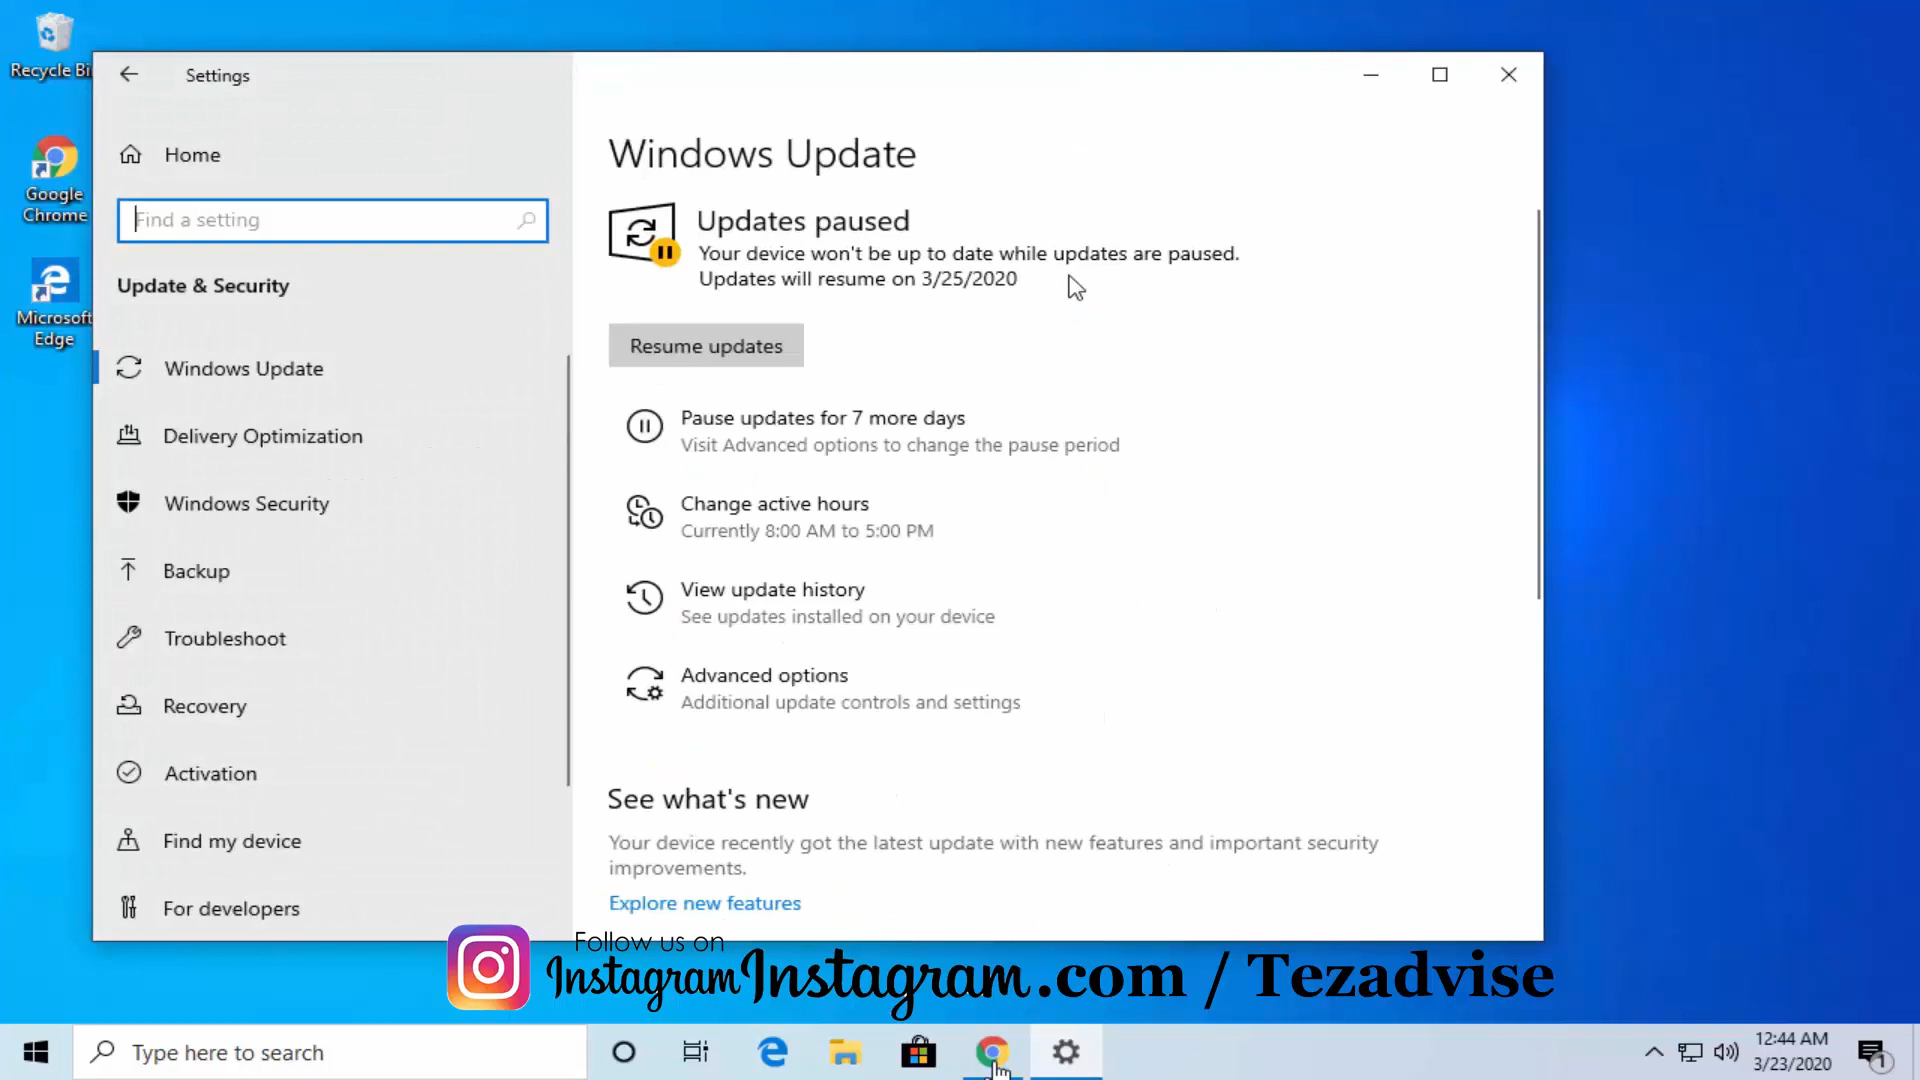 Recycle Bi
Google
Chrome
Microsoft
Edge
Settings
Home
Find a setting
Update & Security
Windows Update
Delivery Optimization
Windows Security
Backup
Troubleshoot
Recovery
Activation
Find my device
For developers
Windows Update
Updates paused
Your device won't be up to date while updates are paused.
Updates will resume on 3/25/2020
Resume updates
Pause updates for 7 more days
Visit Advanced options to change the pause period
Change active hours
Currently 8:00 AM to 5:00 PM
View update history
See updates installed on your device
Advanced options
Additional update controls and settings
See what's new
Your device recently got the latest update with new features and important security
improvements.
Explore new features
Follow us on
Instagram Instagram.com / Tezadvise
Type here to search
12:44 AM
3/23/2020
1